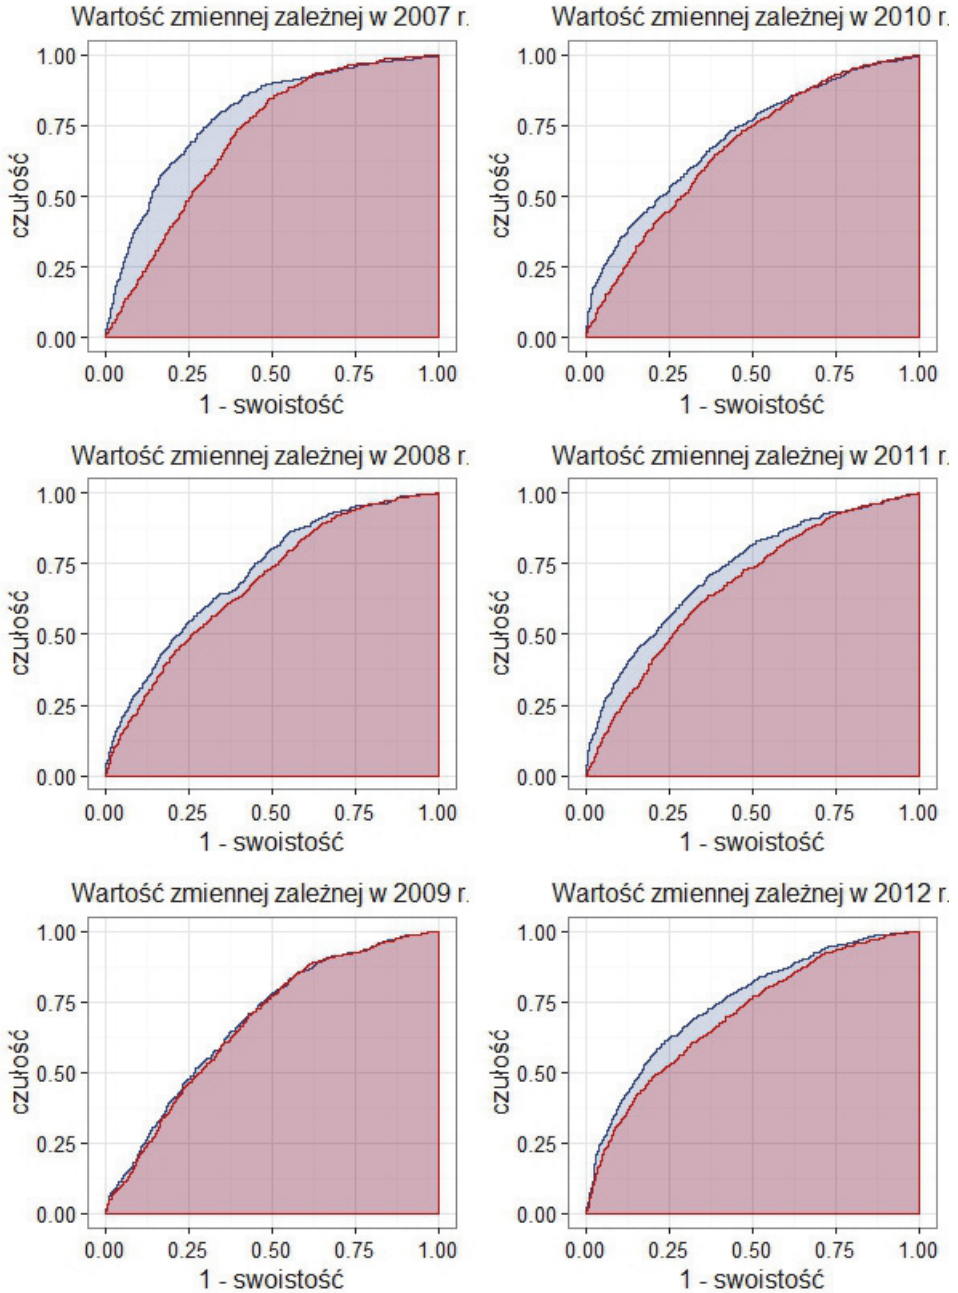 Wartość zmiennej zależnej w 2007 r.
1.00
0.75
0.50
0.25
0.00
czułość
0.00 0.25 0.50 0.75 1.00
1 - swoistość
Wartość zmiennej zależnej w 2010 r.
1.00
0.75
0.50
0.25
0.00
czułość
0.00 0.25 0.50 0.75 1.00
1 - swoistość
Wartość zmiennej zależnej w 2008 r.
1.00
0.75
0.50
0.25
0.00
czułość
0.00 0.25 0.50 0.75 1.00
1 - swoistość
Wartość zmiennej zależnej w 2011 r.
1.00
0.75
0.50
0.25
0.00
czułość
0.00 0.25 0.50 0.75 1.00
1 - swoistość
Wartość zmiennej zależnej w 2009 r.
1.00
0.75
0.50
0.25
0.00
czułość
0.00 0.25 0.50 0.75 1.00
1 - swoistość
Wartość zmiennej zależnej w 2012 r.
1.00
0.75
0.50
0.25
0.00
czułość
0.00 0.25 0.50 0.75 1.00
1 - swoistość